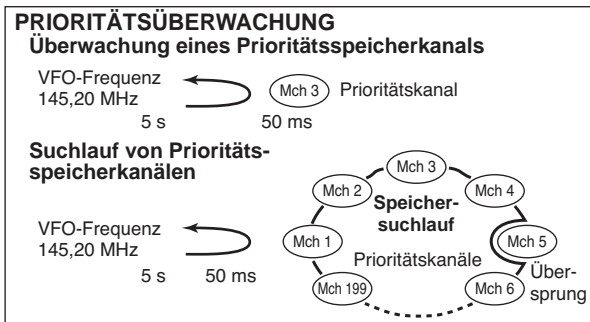 PRIORITÄTSÜBERWACHUNG
Überwachung eines Prioritätsspeicherkanals
VFO-Frequenz
145,20 MHz
5 s
50 ms
Mch 3
Prioritätskanal
Suchlauf von Prioritäts-
speicherkanälen
VFO-Frequenz
145,20 MHz
5 s
50 ms
Mch 3
Mch 2
Mch 4
Speicher-
suchlauf
Mch 1
Mch 5
Prioritätskanäle
Mch 199
Mch 6
Über-
sprung